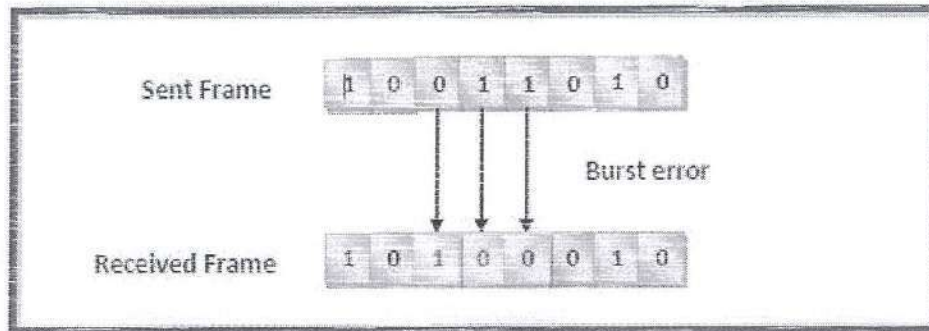 Sent Frame 1 0 0 1 1 0 1 0
Burst error
Received Frame 1 0 1 0 0 0 1 0